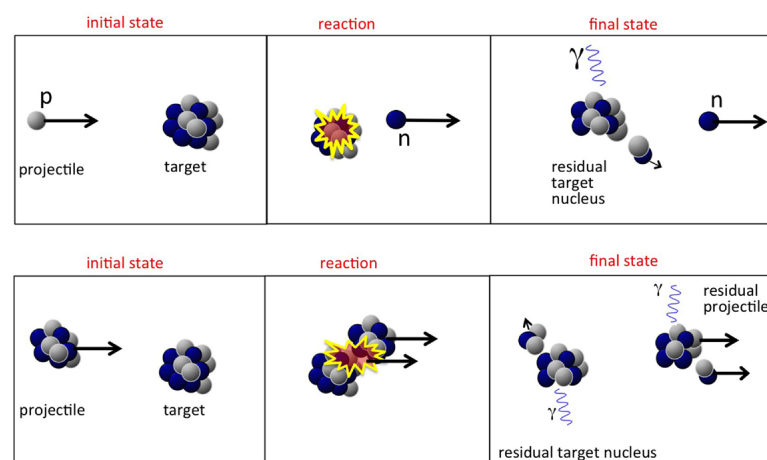 initial state
reaction
final state
p
projectile
target
n
γ
n
residual
target
nucleus
initial state
reaction
final state
projectile
target
γ
residual
projectile
γ
residual target nucleus